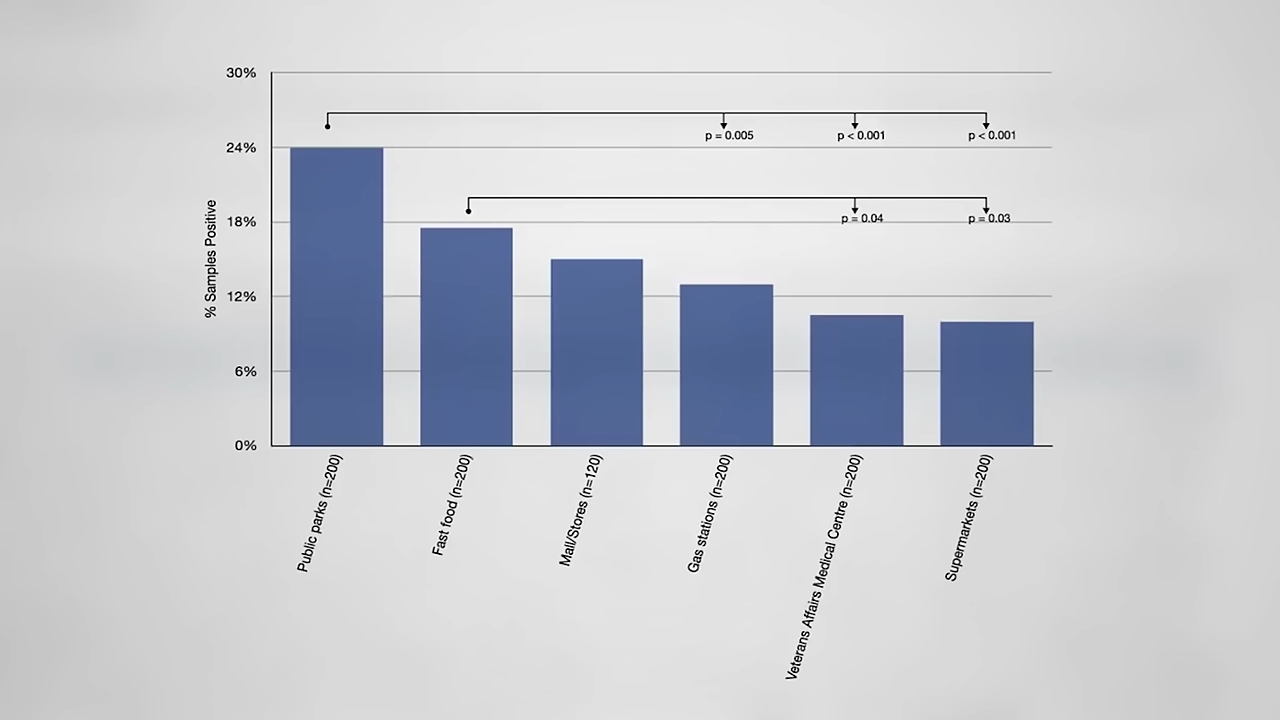 30%
p = 0.005
p < 0.001
p < 0.001
24%
18%
p = 0.04
p = 0.03
% Samples Positive
12%
6%
0%
Public parks (n=200)
Fast food (n=200)
Mall/Stores (n=120)
Gas stations (n=200)
Veterans Affairs Medical Centre (n=200)
Supermarkets (n=200)